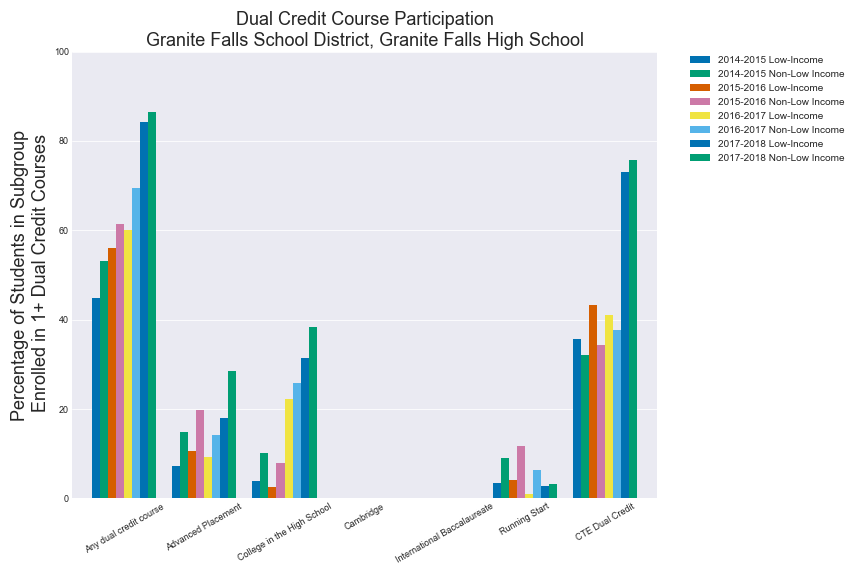 Dual Credit Course Participation
Granite Falls School District, Granite Falls High School
Percentage of Students in Subgroup
Enrolled in 1+ Dual Credit Courses
100
80
60
40
20
0
Any dual credit course
Advanced Placement
College in the High School
Cambridge
International Baccalaureate
Running Start
CTE Dual Credit
2014-2015 Low-Income
2014-2015 Non-Low Income
2015-2016 Low-Income
2015-2016 Non-Low Income
2016-2017 Low-Income
2016-2017 Non-Low Income
2017-2018 Low-Income
2017-2018 Non-Low Income